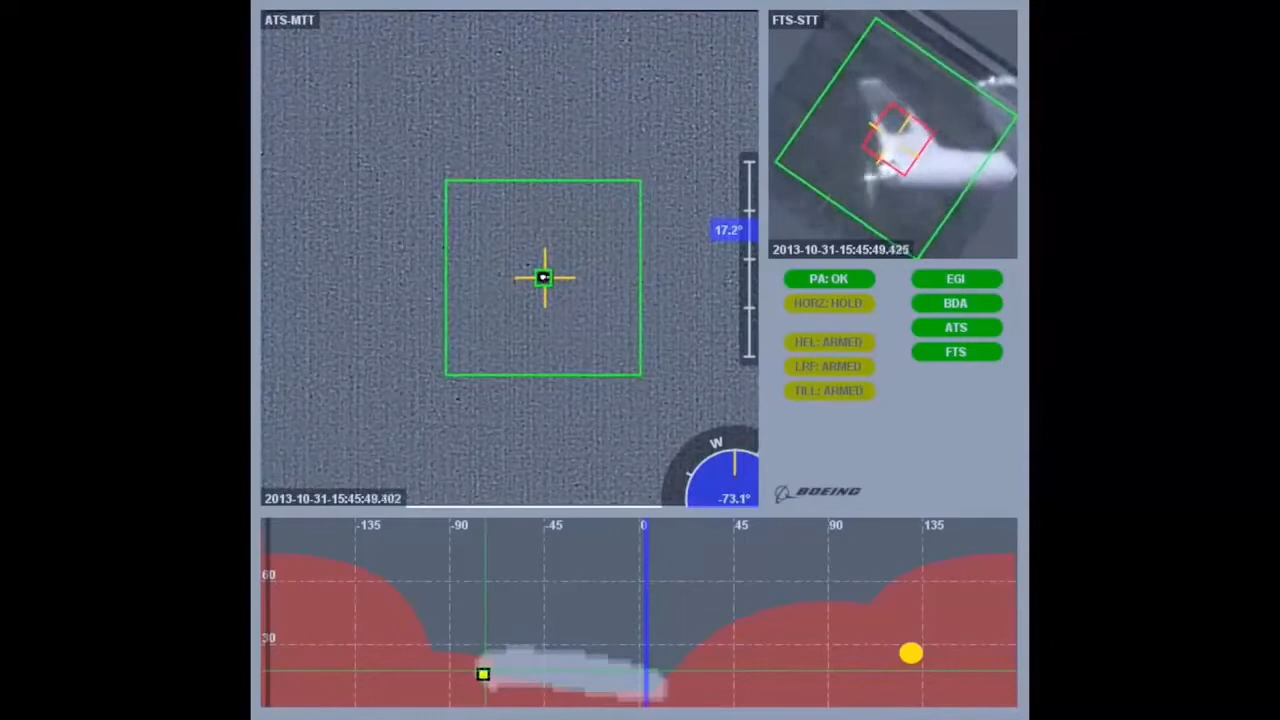 ATS-MTT
FTS-STT
17.2°
2013-10-31-15:45:49.425
PA: OK
EGI
HORZ: HOLD
BDA
ATS
HEL: ARMED
FTS
LRF: ARMED
TILL: ARMED
W
-73.1°
2013-10-31-15:45:49.402
BOEING
-135
-90
-45
0
45
90
135
60
30